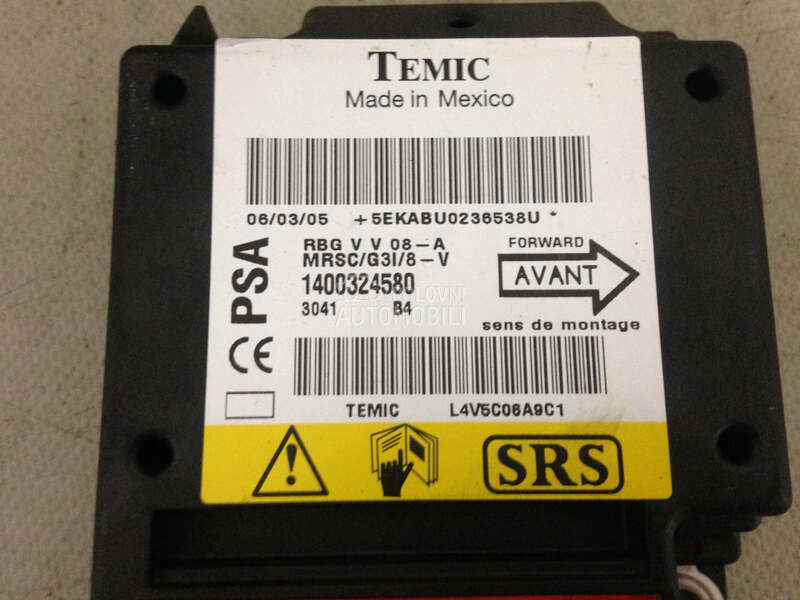 TEMIC
Made in Mexico
06/03/05 +5EKABU0236538U *
PSA
RBG V V 08-A
MRSC/G3I/8-V
1400324580
3041 B4
FORWARD
AVANT
sens de montage
CE
TEMIC L4V5C06A9C1
SRS
AUTOMOBILI